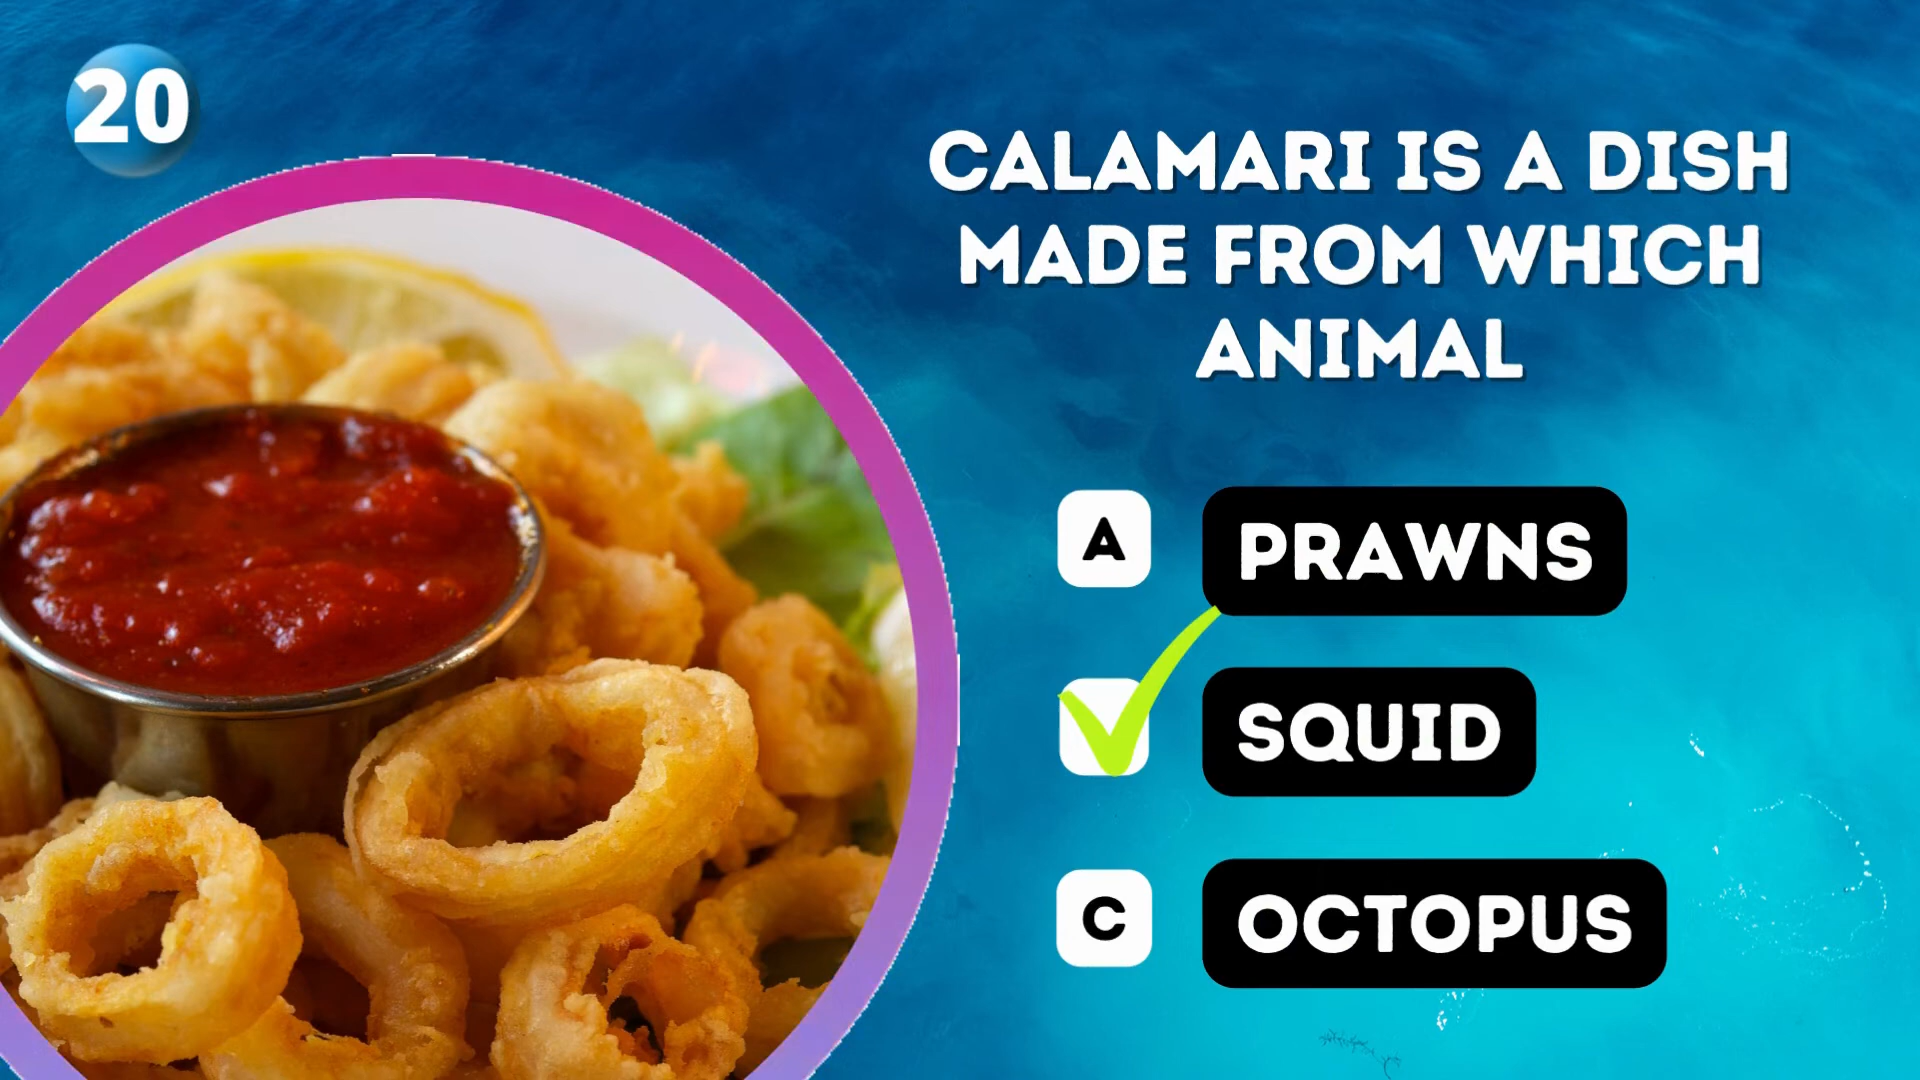 20
CALAMARI IS A DISH
MADE FROM WHICH
ANIMAL
A PRAWNS
SQUID
C OCTOPUS